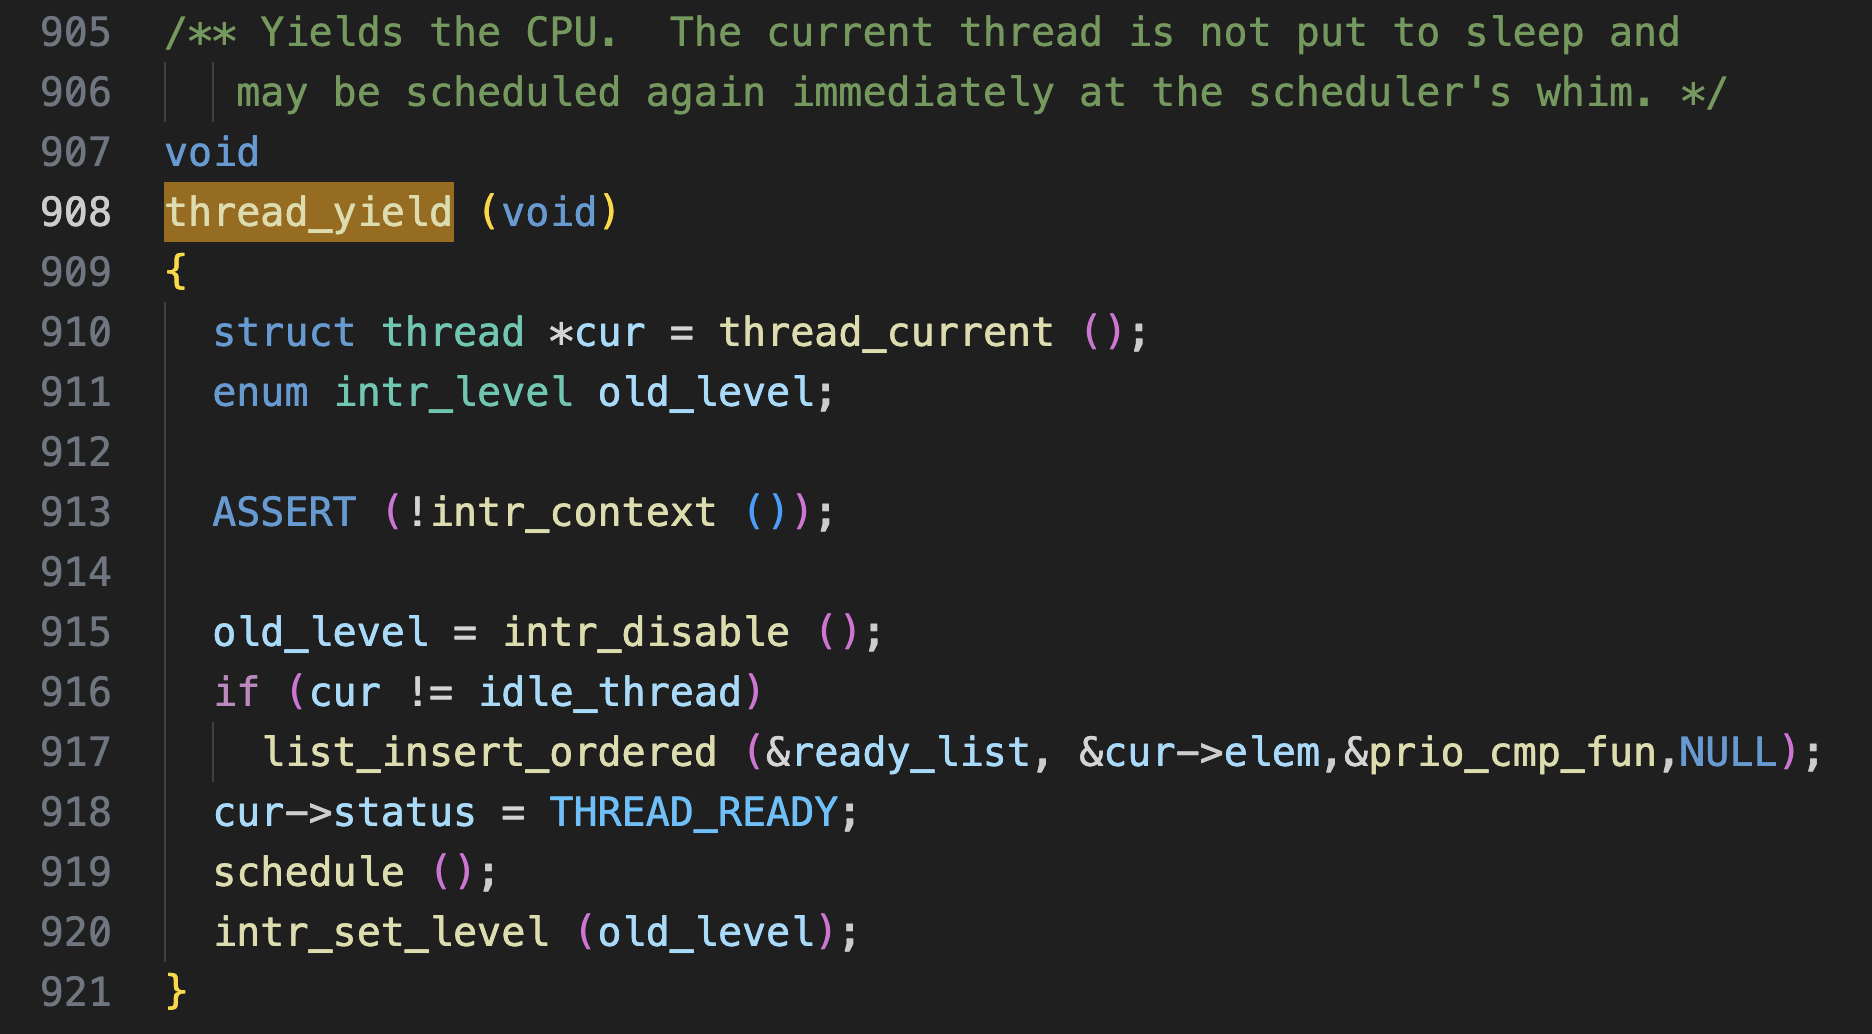 905 /** Yields the CPU.  The current thread is not put to sleep and
906    may be scheduled again immediately at the scheduler's whim. */
907 void
908 thread_yield (void)
909 {
910   struct thread *cur = thread_current ();
911   enum intr_level old_level;
912
913   ASSERT (!intr_context ());
914
915   old_level = intr_disable ();
916   if (cur != idle_thread)
917     list_insert_ordered (&ready_list, &cur->elem,&prio_cmp_fun,NULL);
918   cur->status = THREAD_READY;
919   schedule ();
920   intr_set_level (old_level);
921 }